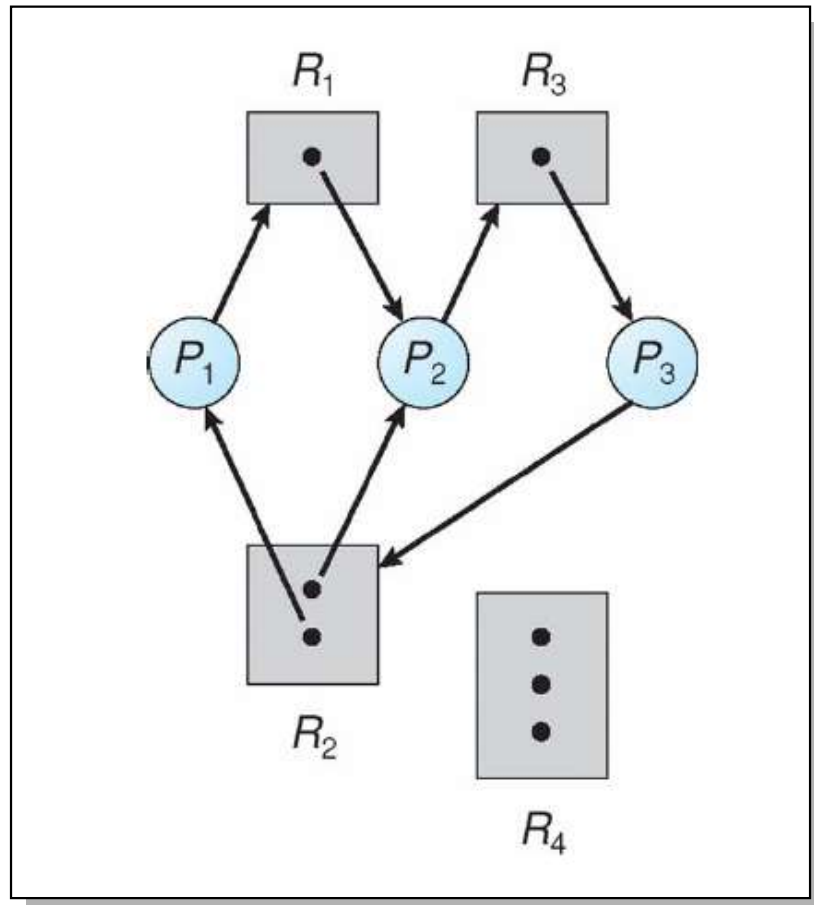 R₁ R₃
P₁ P₂ P₃
R₂
R₄